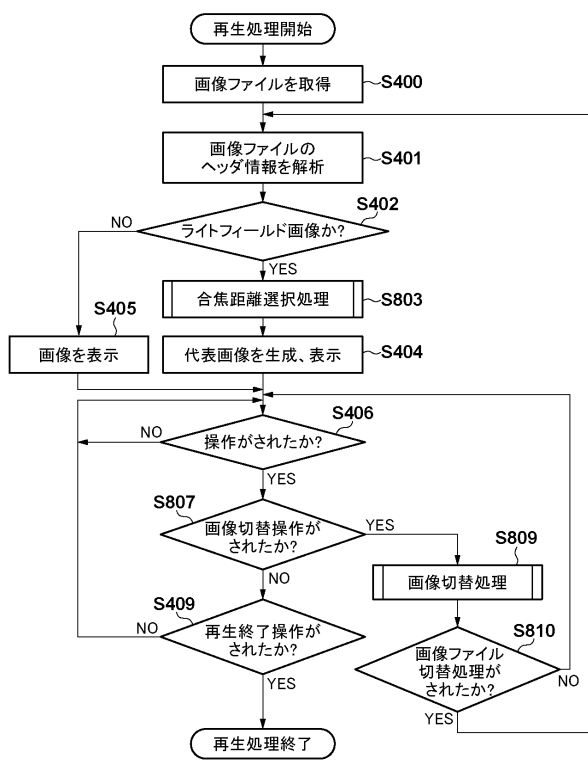 再生処理開始
画像ファイルを取得
S400
画像ファイルの
ヘッダ情報を解析
S401
S402
ライトフィールド画像か?
NO
YES
合焦距離選択処理
S803
S405
画像を表示
代表画像を生成、表示
S404
S406
操作がされたか?
NO
YES
S807
画像切替操作が
されたか?
YES
NO
S809
画像切替処理
S409
再生終了操作が
されたか?
NO
YES
S810
画像ファイル
切替処理が
されたか?
NO
YES
再生処理終了